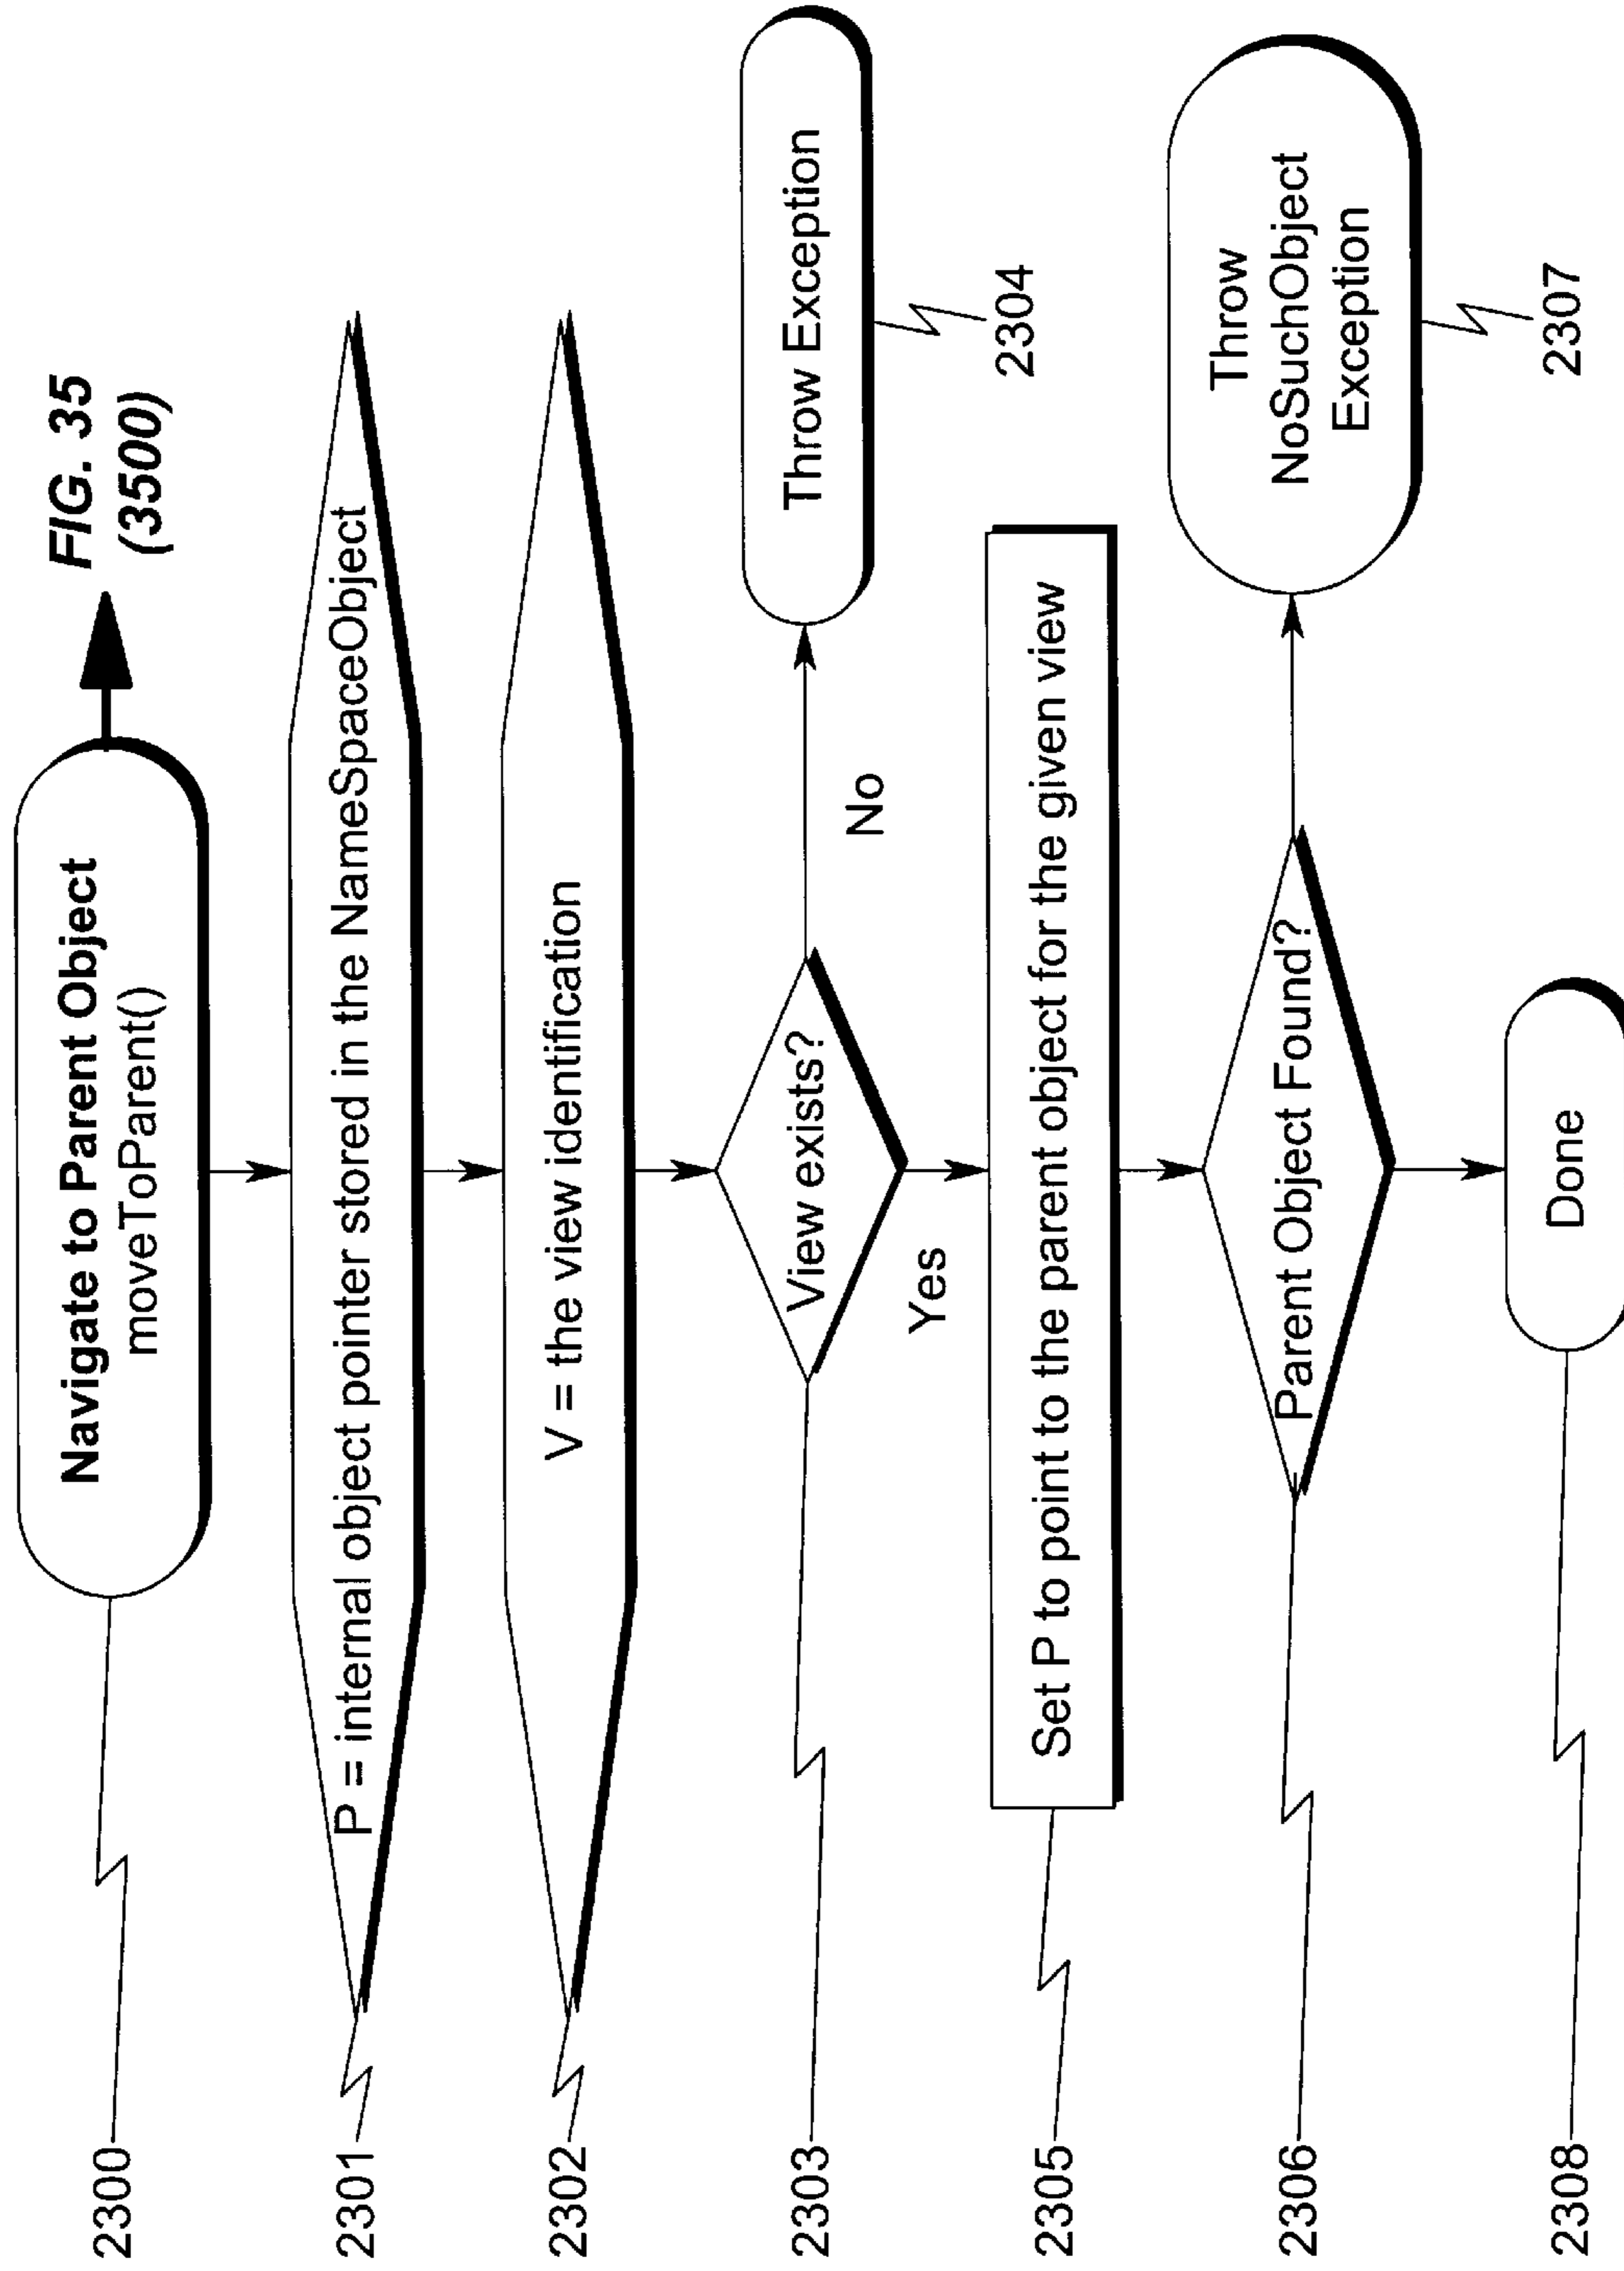 FIG. 35
(3500)
2300
Navigate to Parent Object
moveToParent()
2301
P = internal object pointer stored in the NameSpaceObject
2302
V = the view identification
2303
View exists?
No
Throw Exception
2304
Yes
2305
Set P to point to the parent object for the given view
2306
Parent Object Found?
Throw
NoSuchObject
Exception
2307
2308
Done